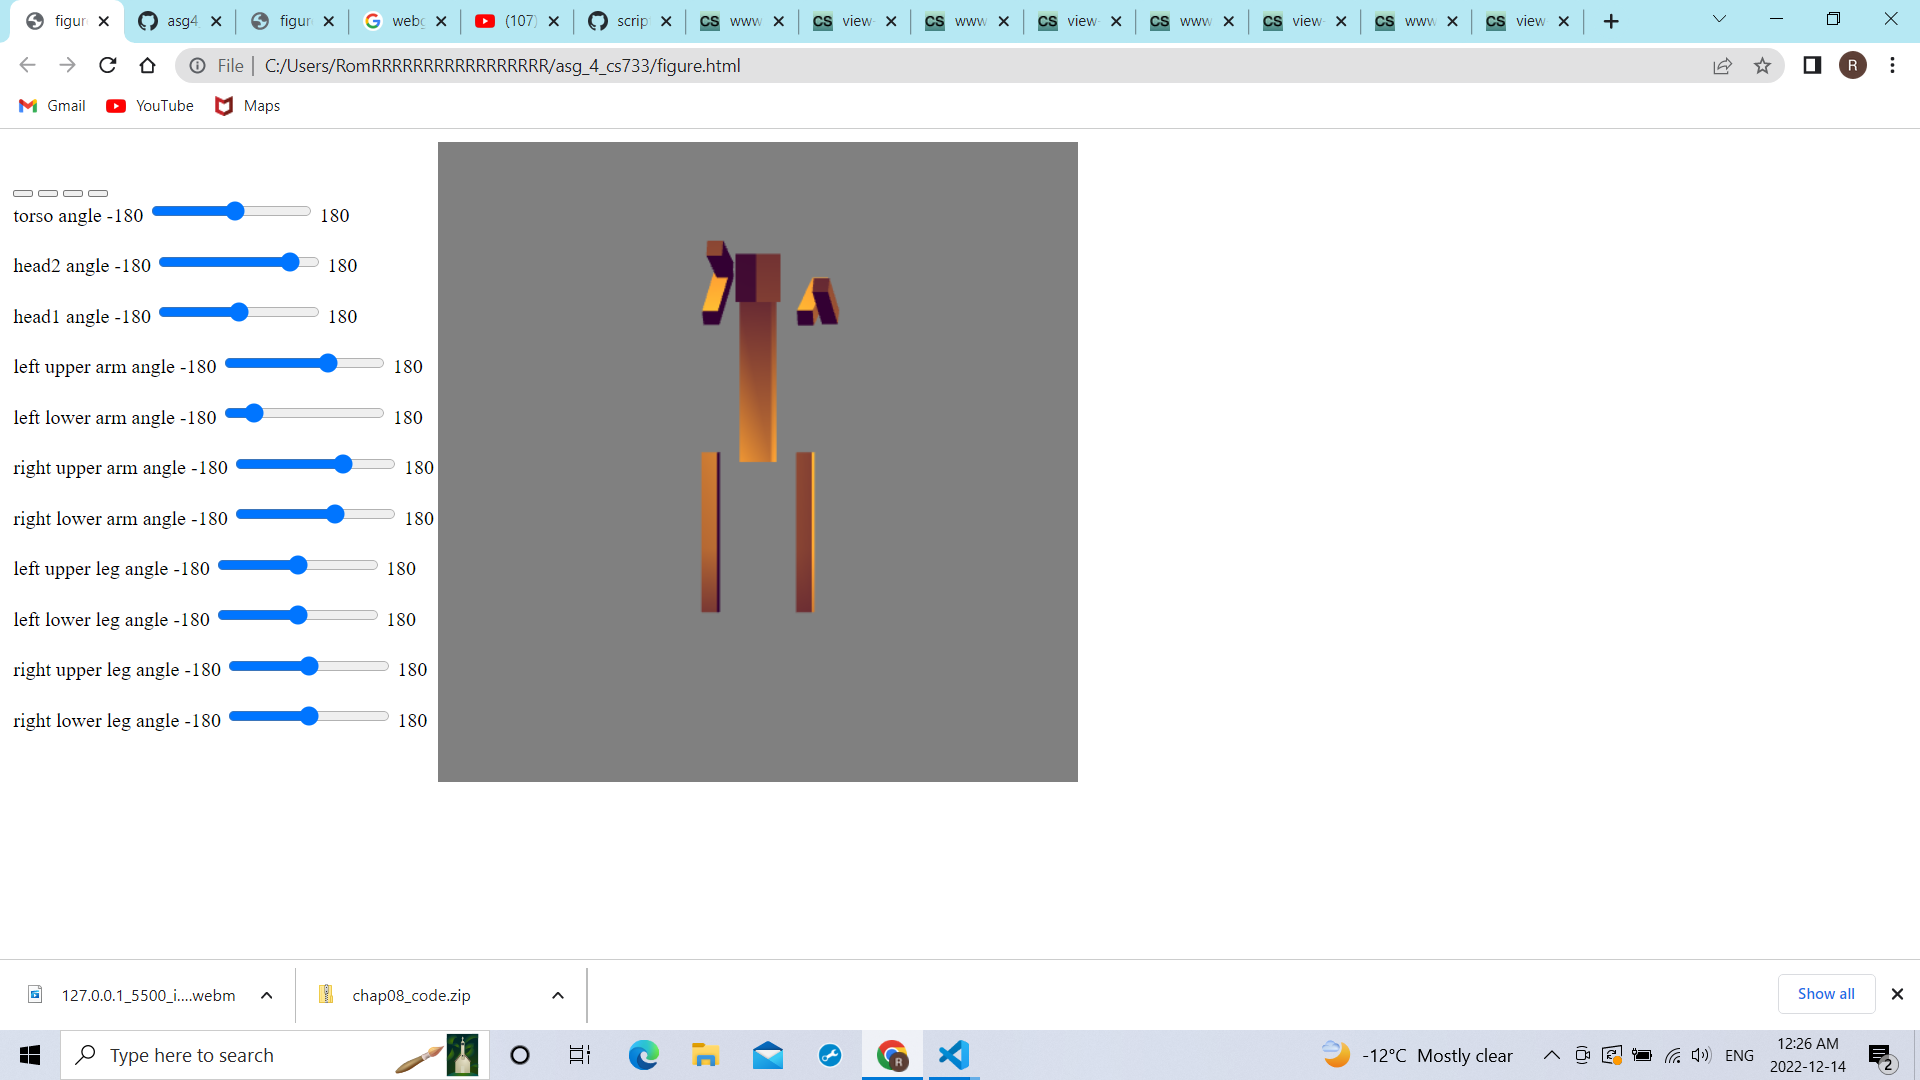 figur asg4 figur webg (107) script www view- www view- www view- www view
File C:/Users/RomRRRRRRRRRRRRRRRRR/asg_4_cs733/figure.html
Gmail YouTube Maps
torso angle -180 180
head2 angle -180 180
head1 angle -180 180
left upper arm angle -180 180
left lower arm angle -180 180
right upper arm angle -180 180
right lower arm angle -180 180
left upper leg angle -180 180
left lower leg angle -180 180
right upper leg angle -180 180
right lower leg angle -180 180
127.0.0.1_5500_i....webm chap08_code.zip Show all
Type here to search -12°C Mostly clear ENG 12:26 AM
2022-12-14 2